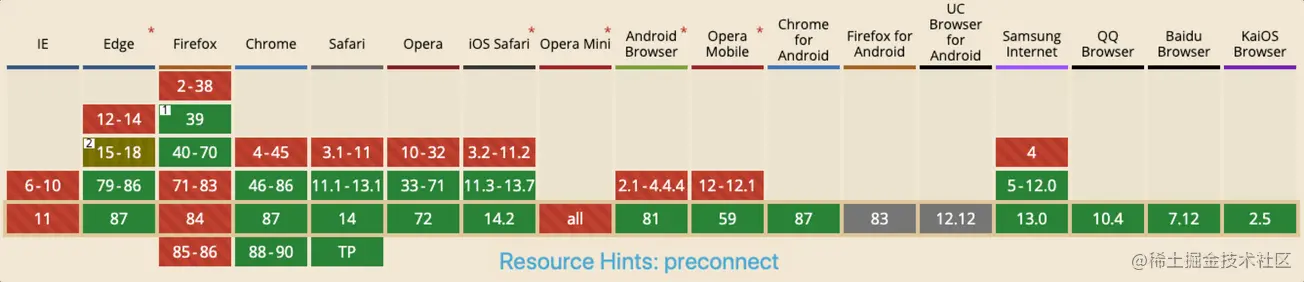 IE Edge * Firefox Chrome Safari Opera iOS Safari * Opera Mini * Android Browser * Opera Mobile * Chrome for Android Firefox for Android UC Browser for Android Samsung Internet QQ Browser Baidu Browser KaiOS Browser
2-38
12-14 1 39
2 15-18 40-70 4-45 3.1-11 10-32 3.2-11.2 4
6-10 79-86 71-83 46-86 11.1-13.1 33-71 11.3-13.7 2.1-4.4.4 12-12.1 5-12.0
11 87 84 87 14 72 14.2 all 81 59 87 83 12.12 13.0 10.4 7.12 2.5
85-86 88-90 TP
Resource Hints: preconnect
@稀土掘金技术社区